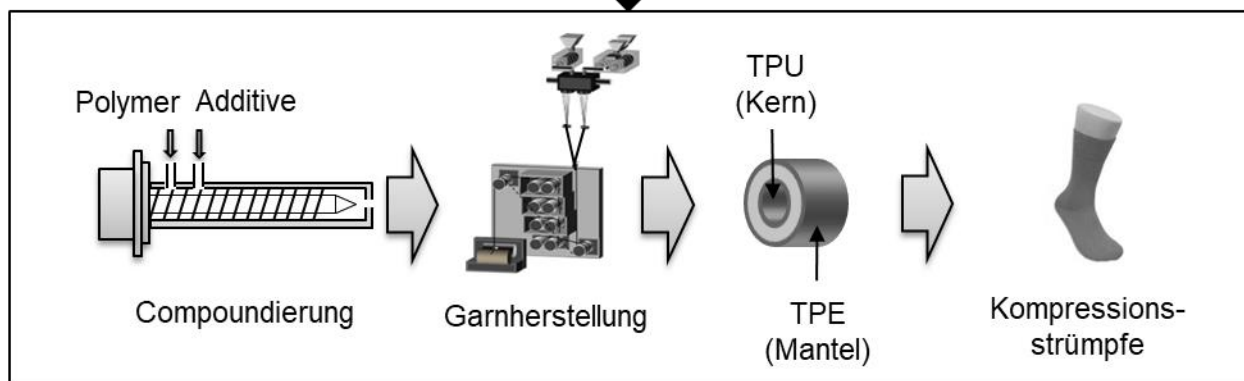 Polymer Additive
TPU
(Kern)
Compoundierung
Garnherstellung
TPE
(Mantel)
Kompressions-
strümpfe